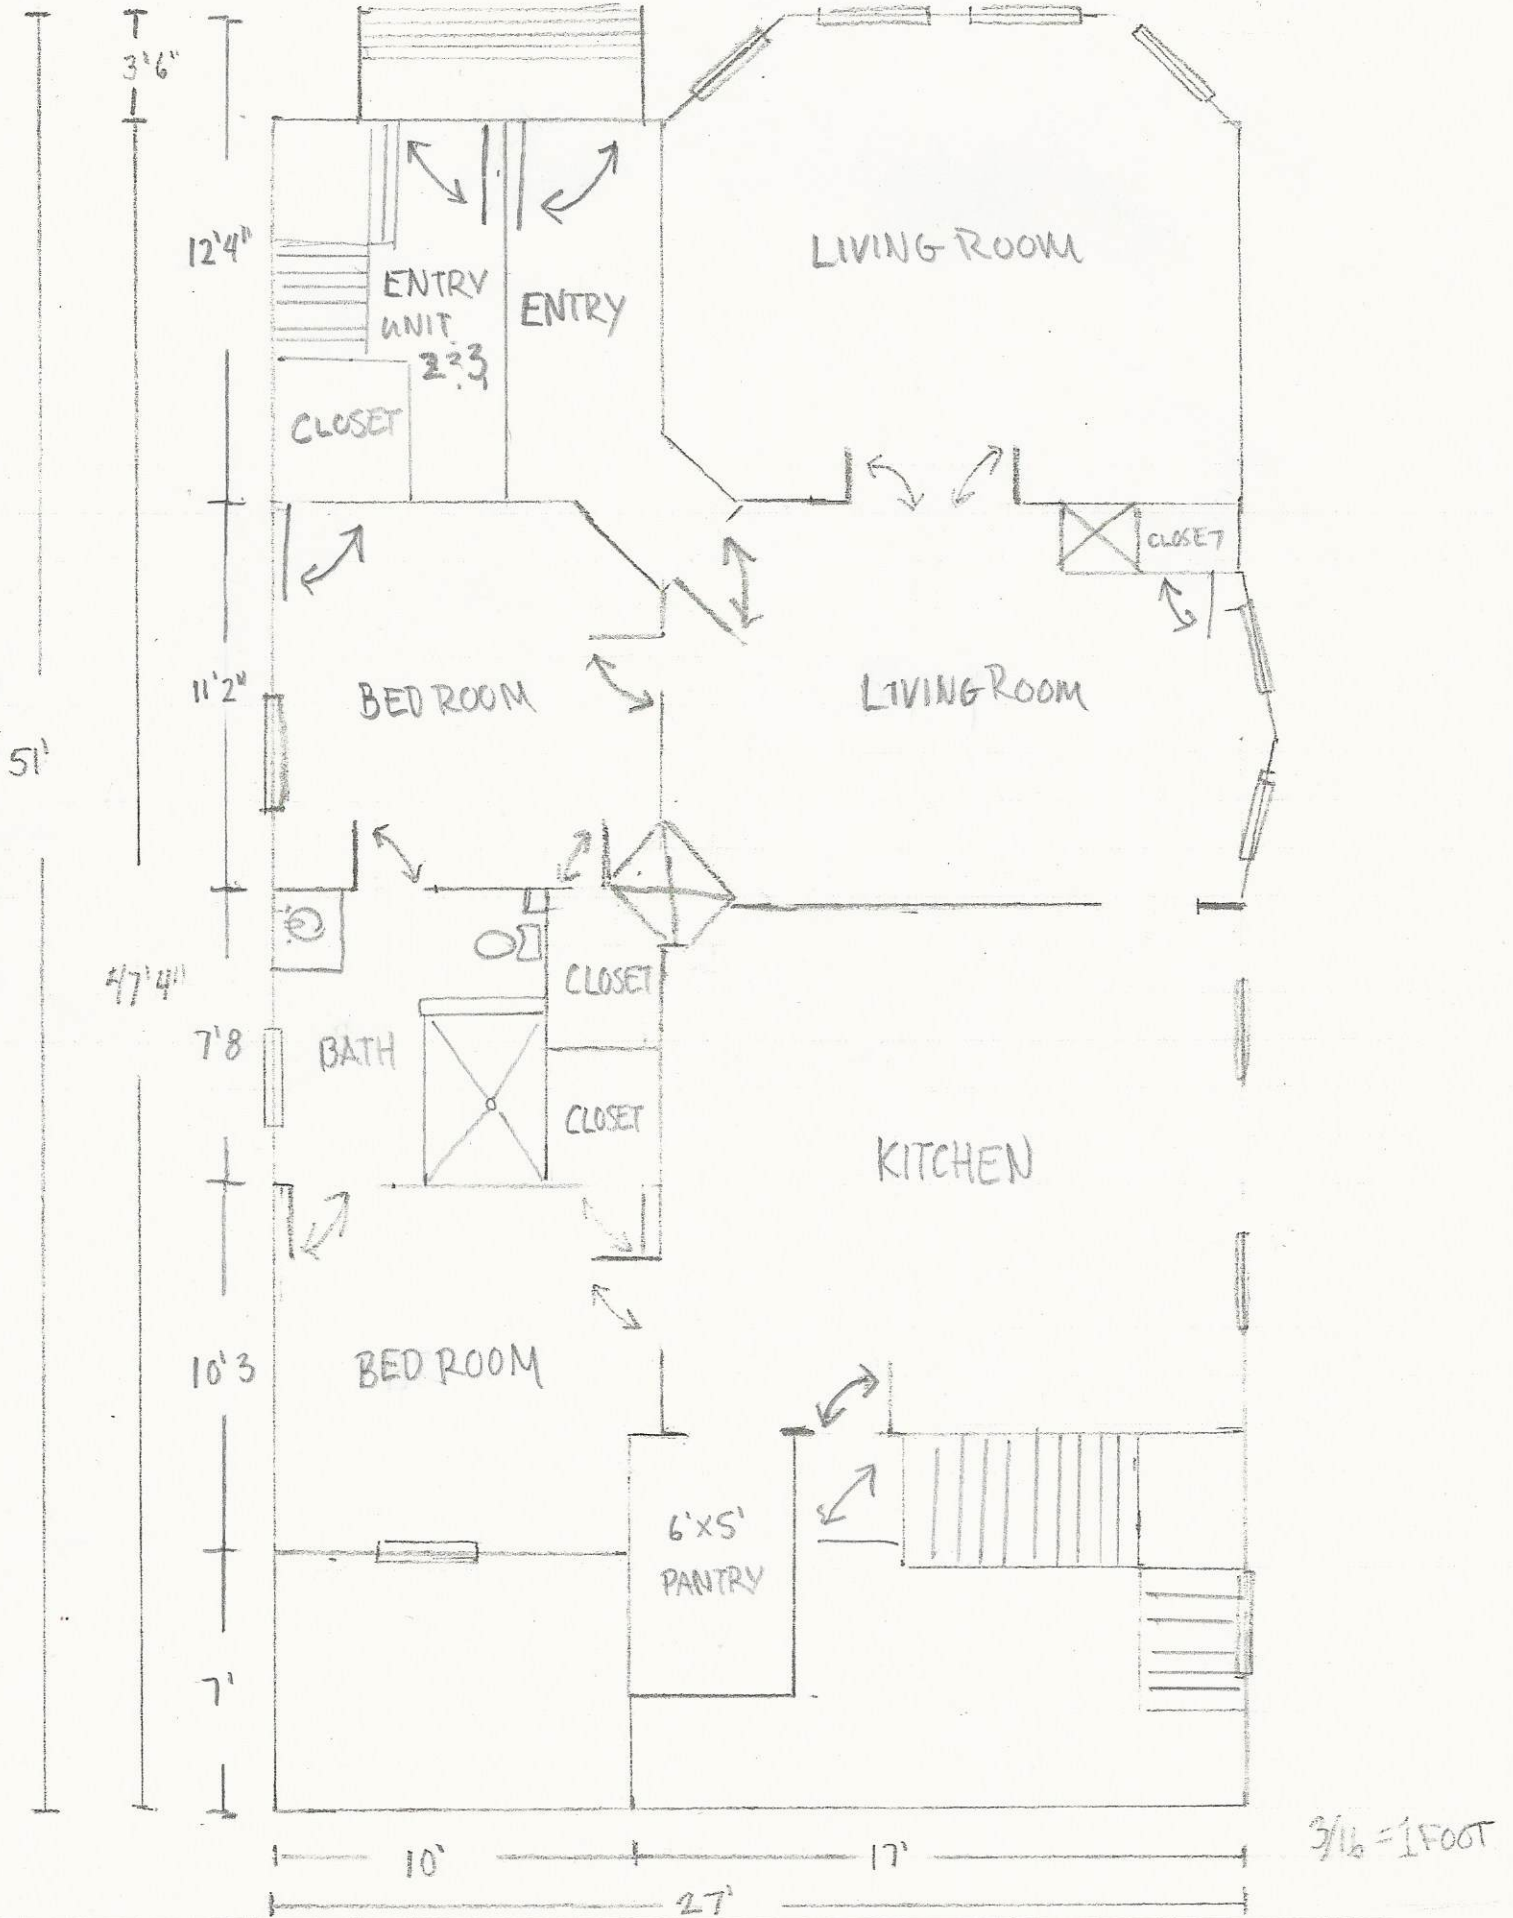 3'6"
12'4"
LIVING ROOM
ENTRY
UNIT
2:3
ENTRY
CLOSET
CLOSET
11'2"
BEDROOM
LIVING ROOM
51'
47'4"
CLOSET
7'8
BATH
CLOSET
KITCHEN
10'3
BEDROOM
6'X5'
PANTRY
7'
10'
17'
3/16 = 1 FOOT
27'